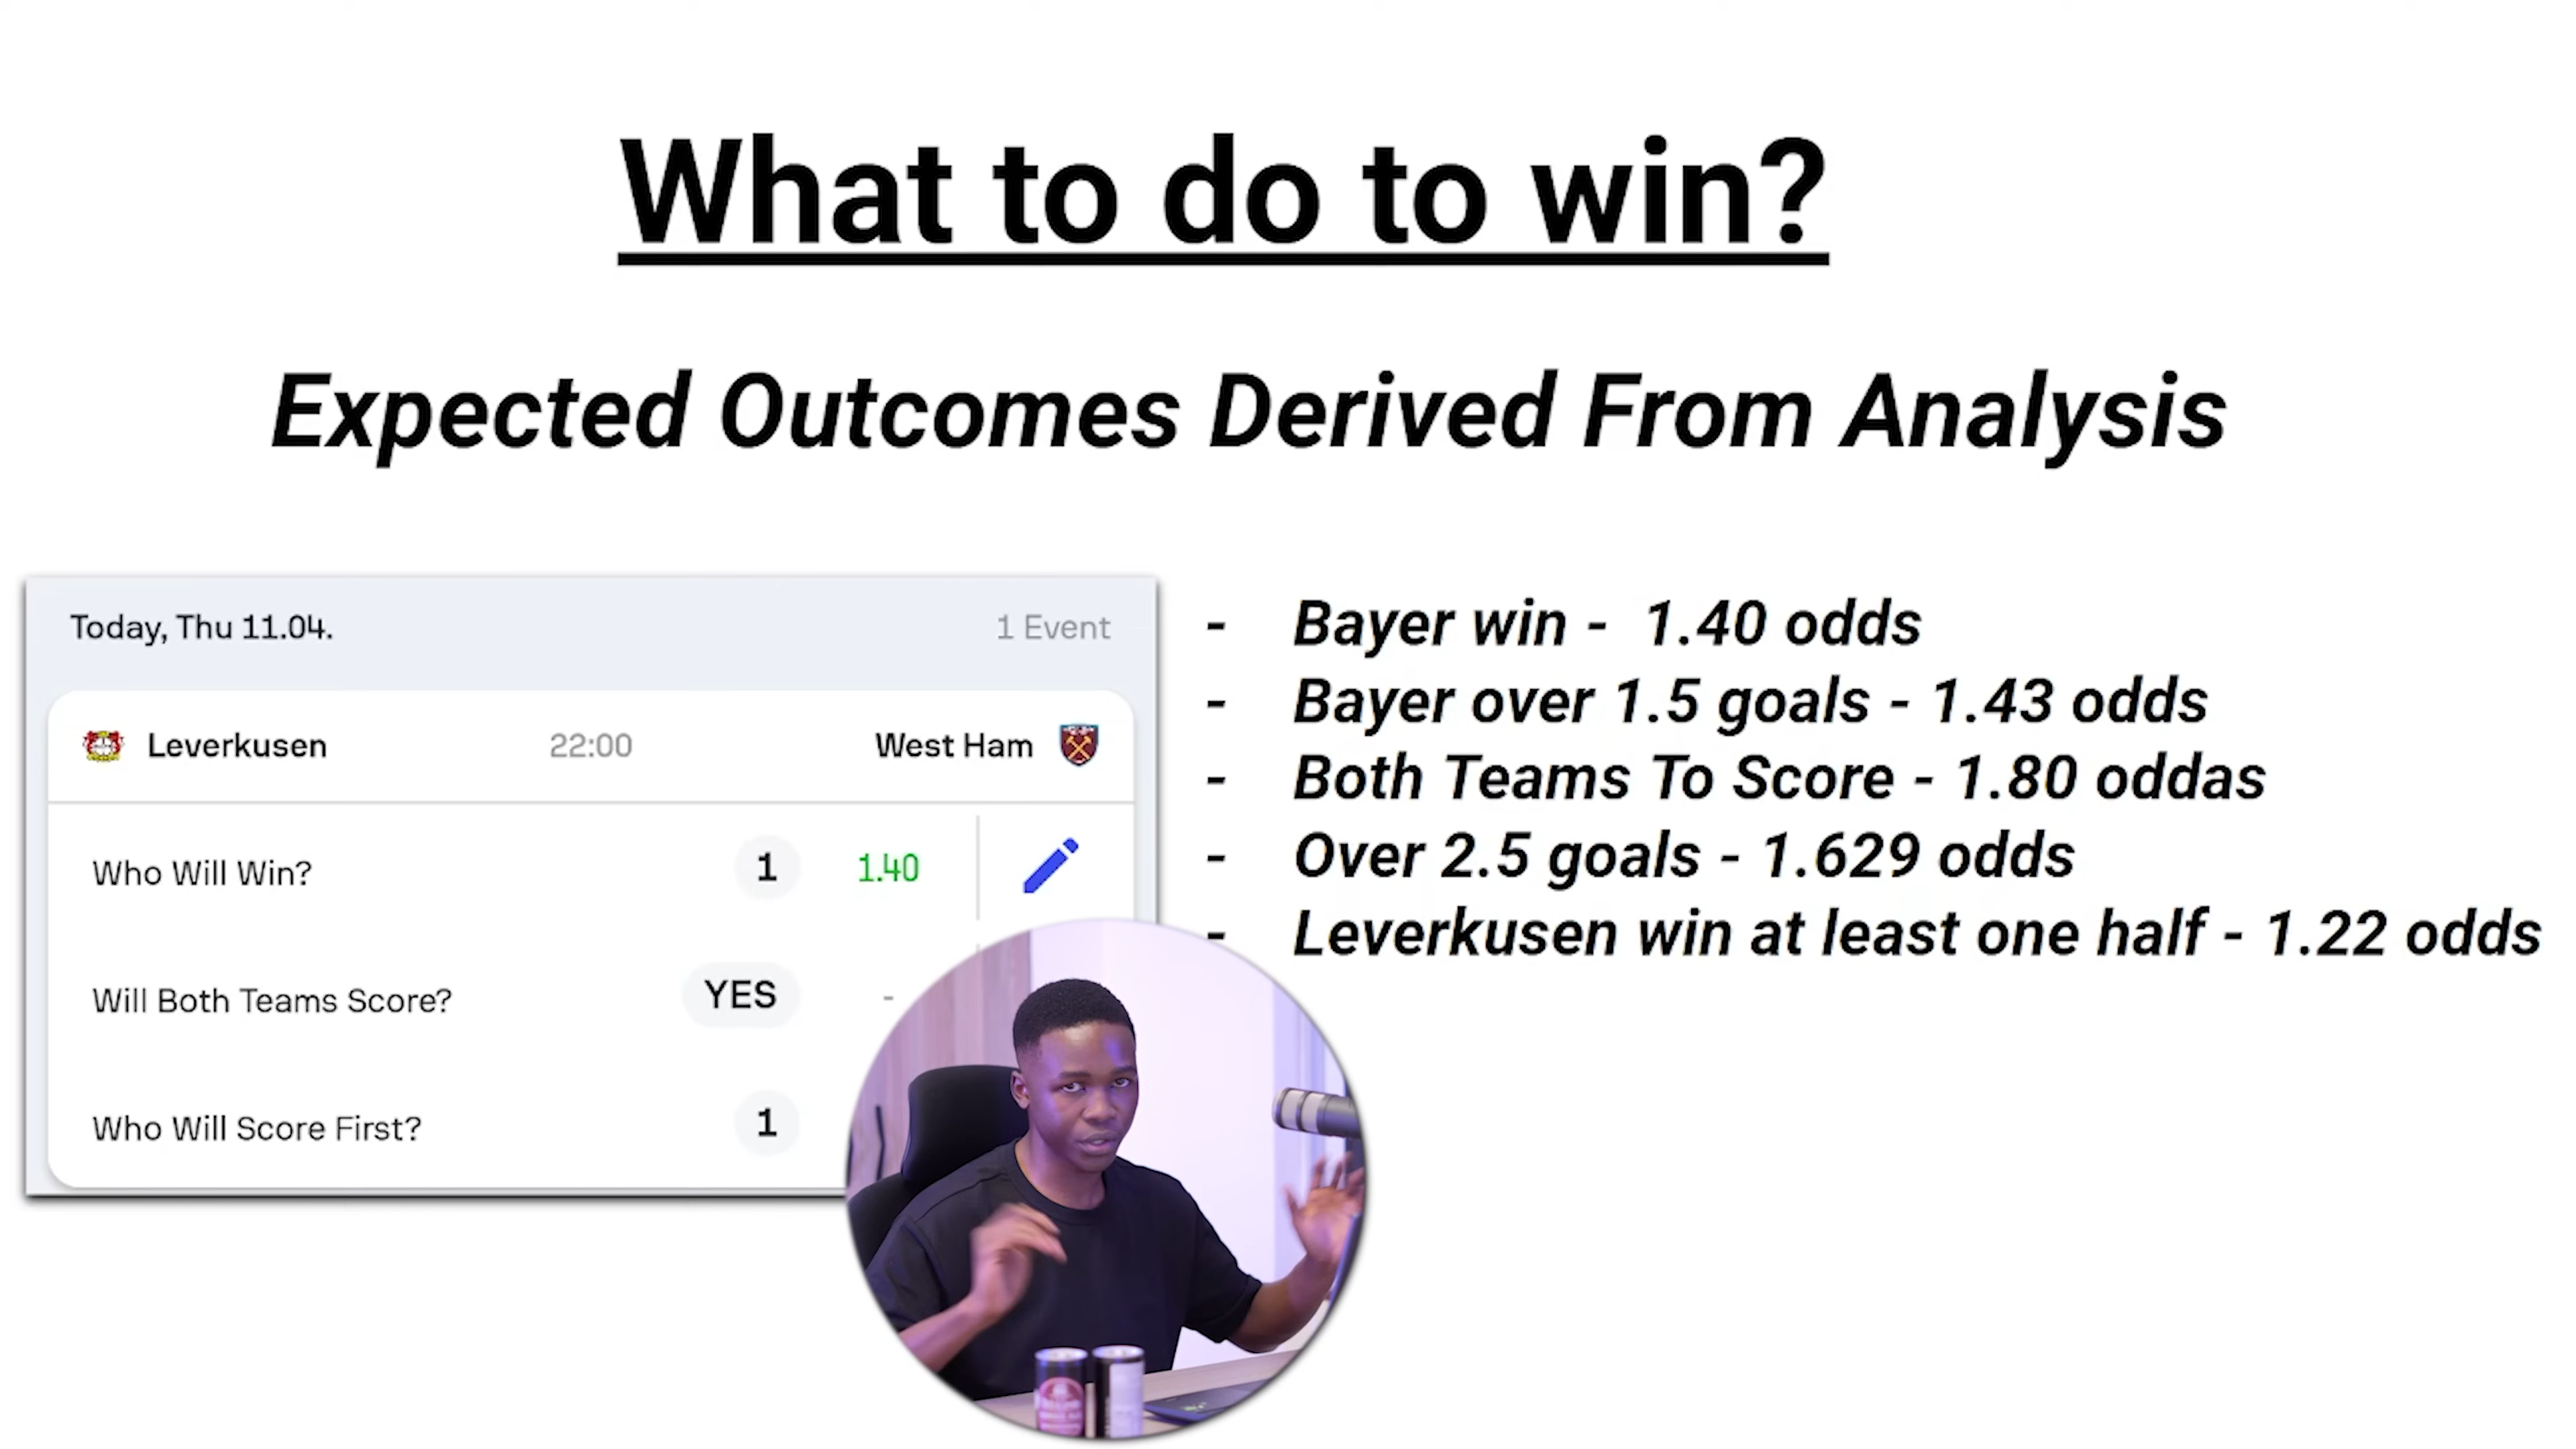 What to do to win?
Expected Outcomes Derived From Analysis
Today, Thu 11.04.
1 Event
Leverkusen 22:00 West Ham
Who Will Win? 1 1.40
Will Both Teams Score? YES -
Who Will Score First? 1
- Bayer win - 1.40 odds
- Bayer over 1.5 goals - 1.43 odds
- Both Teams To Score - 1.80 oddas
- Over 2.5 goals - 1.629 odds
- Leverkusen win at least one half - 1.22 odds